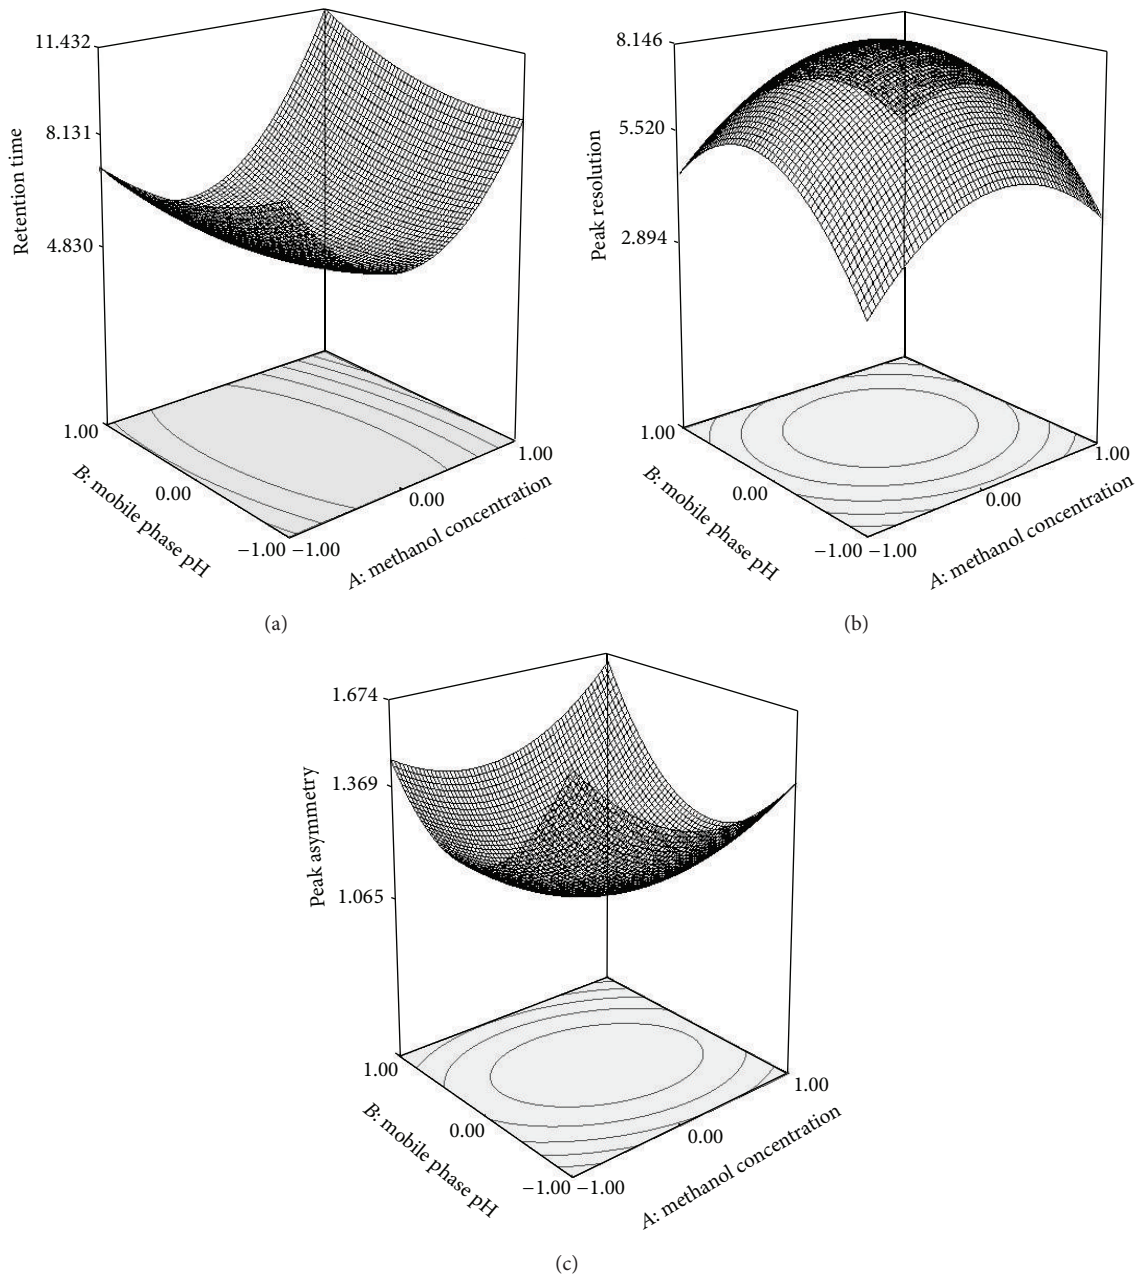 11.432
8.131
4.830
Retention time
1.00
0.00
−1.00
B: mobile phase pH
−1.00
0.00
1.00
A: methanol concentration
(a)
8.146
5.520
2.894
Peak resolution
1.00
0.00
−1.00
B: mobile phase pH
−1.00
0.00
1.00
A: methanol concentration
(b)
1.674
1.369
1.065
Peak asymmetry
1.00
0.00
−1.00
B: mobile phase pH
−1.00
0.00
1.00
A: methanol concentration
(c)